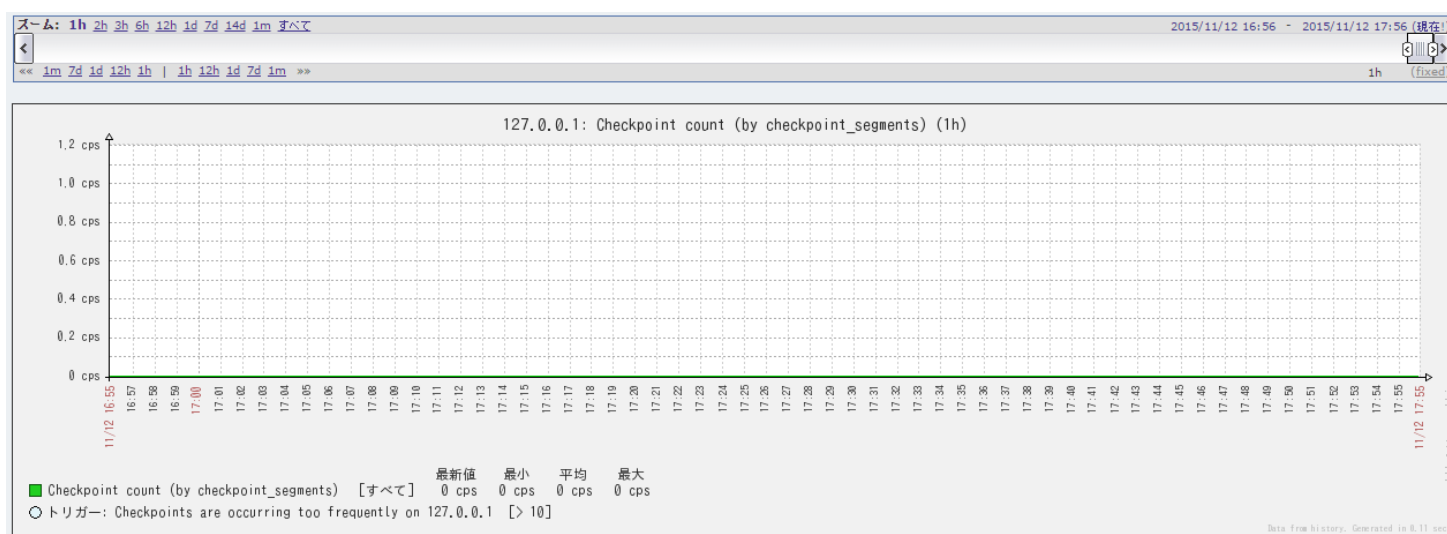 ズーム: 1h 2h 3h 6h 12h 1d 7d 14d 1m すべて 2015/11/12 16:56 - 2015/11/12 17:56 (現在!)
«« 1m 7d 1d 12h 1h | 1h 12h 1d 7d 1m »» 1h (fixed)
127.0.0.1: Checkpoint count (by checkpoint_segments) (1h)
1.2 cps
1.0 cps
0.8 cps
0.6 cps
0.4 cps
0.2 cps
0 cps
11/12 16:55 16:57 16:58 16:59 17:00 17:01 17:02 17:03 17:04 17:05 17:06 17:07 17:08 17:09 17:10 17:11 17:12 17:13 17:14 17:15 17:16 17:17 17:18 17:19 17:20 17:21 17:22 17:23 17:24 17:25 17:26 17:27 17:28 17:29 17:30 17:31 17:32 17:33 17:34 17:35 17:36 17:37 17:38 17:39 17:40 17:41 17:42 17:43 17:44 17:45 17:46 17:47 17:48 17:49 17:50 17:51 17:52 17:53 17:54 17:55 11/12 17:55
最新値 最小 平均 最大
Checkpoint count (by checkpoint_segments) [すべて] 0 cps 0 cps 0 cps 0 cps
トリガー: Checkpoints are occurring too frequently on 127.0.0.1 [> 10]
Data from history. Generated in 0.11 sec